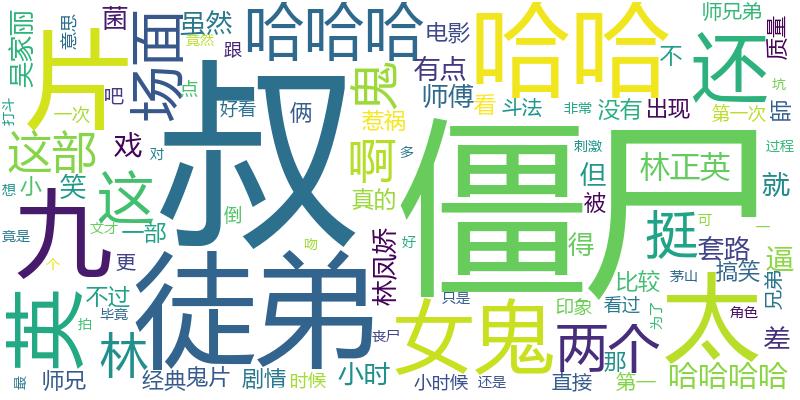 师兄弟
菌
虽然
竟然
哈哈哈
电影
哈哈
还
质量
吴家丽
意思
片
场面
跟
有点
不
坑
打斗
一次
吧
点
好看
叔
俩
鬼
惹祸
师傅
看
斗法
非常
没有
出现
第一次
師
这部
戏
对
啊
多
僵尸
刺激
林正英
过程
想
小
笑
这
真的
但
被
就
九
一部
文才
倒
吻
林凤娇
好
得
挺
套路
可
一
逼
竟是
个
更
徒弟
搞笑
茅山
兄弟
英
不过
毕竟
拍
林
丧尸
只是
女鬼
印象
比较
看过
为了
角色
太
差
两个
那
最
师兄
经典
鬼片
剧情
时候
小时
小时候
还是
直接
第一
哈哈哈哈